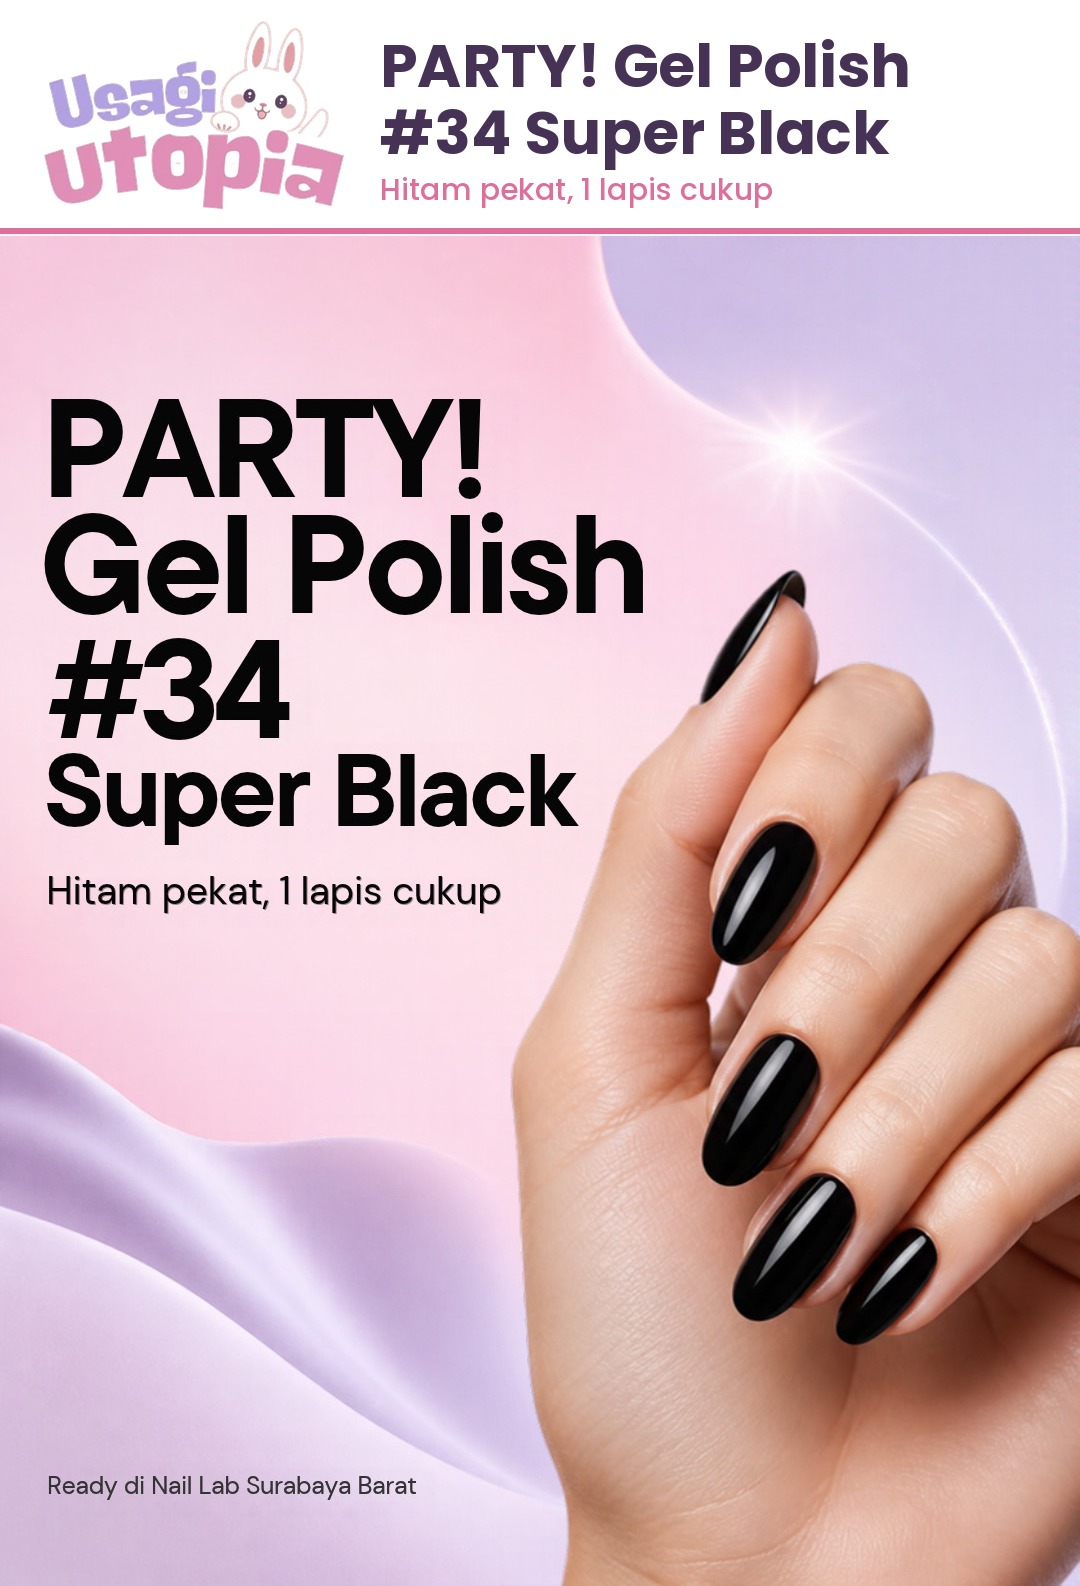 Usagi
Utopia
PARTY! Gel Polish
#34 Super Black
Hitam pekat, 1 lapis cukup
PARTY!
Gel Polish
#34
Super Black
Hitam pekat, 1 lapis cukup
Ready di Nail Lab Surabaya Barat